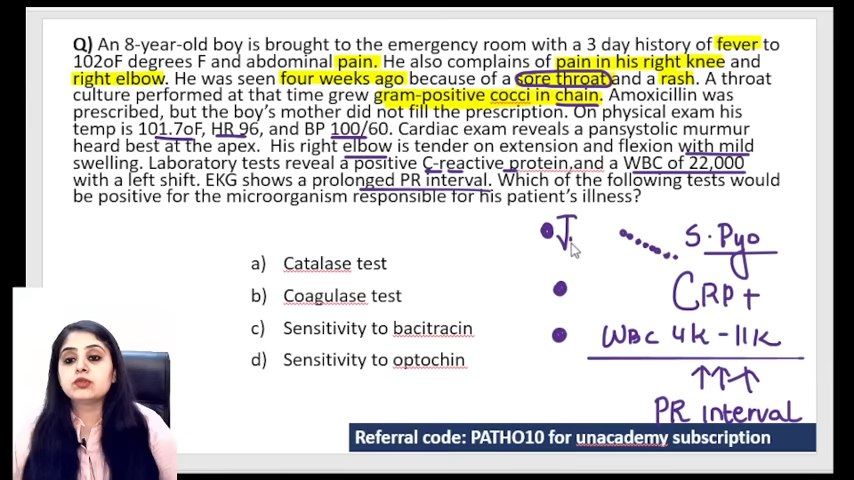 Q) An 8-year-old boy is brought to the emergency room with a 3 day history of fever to
102oF degrees F and abdominal pain. He also complains of pain in his right knee and
right elbow. He was seen four weeks ago because of a sore throat and a rash. A throat
culture performed at that time grew gram-positive cocci in chain. Amoxicillin was
prescribed, but the boy's mother did not fill the prescription. On physical exam his
temp is 101.7oF, HR 96, and BP 100/60. Cardiac exam reveals a pansystolic murmur
heard best at the apex. His right elbow is tender on extension and flexion with mild
swelling. Laboratory tests reveal a positive C-reactive protein.and a WBC of 22,000
with a left shift. EKG shows a prolonged PR interval. Which of the following tests would
be positive for the microorganism responsible for his patient's illness?
a) Catalase test
b) Coagulase test
c) Sensitivity to bacitracin
d) Sensitivity to optochin
J.
S. Pyo
CRP+
WBC 4K - 11K
↑↑↑
PR interval
Referral code: PATHO10 for unacademy subscription